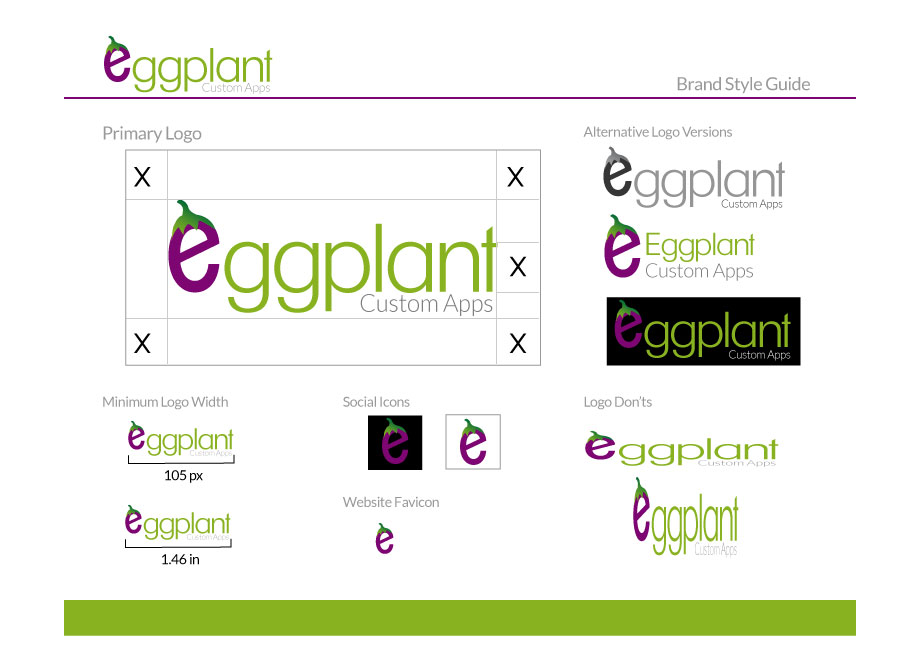 eggplant
Custom Apps
Brand Style Guide
Primary Logo
X
X
eggplant
Custom Apps
X
X
X
Alternative Logo Versions
eggplant
Custom Apps
e Eggplant
Custom Apps
eggplant
Custom Apps
Minimum Logo Width
eggplant
Custom Apps
105 px
eggplant
Custom Apps
1.46 in
Social Icons
e
e
Website Favicon
e
Logo Don'ts
eggplant
Custom Apps
eggplant
Custom Apps